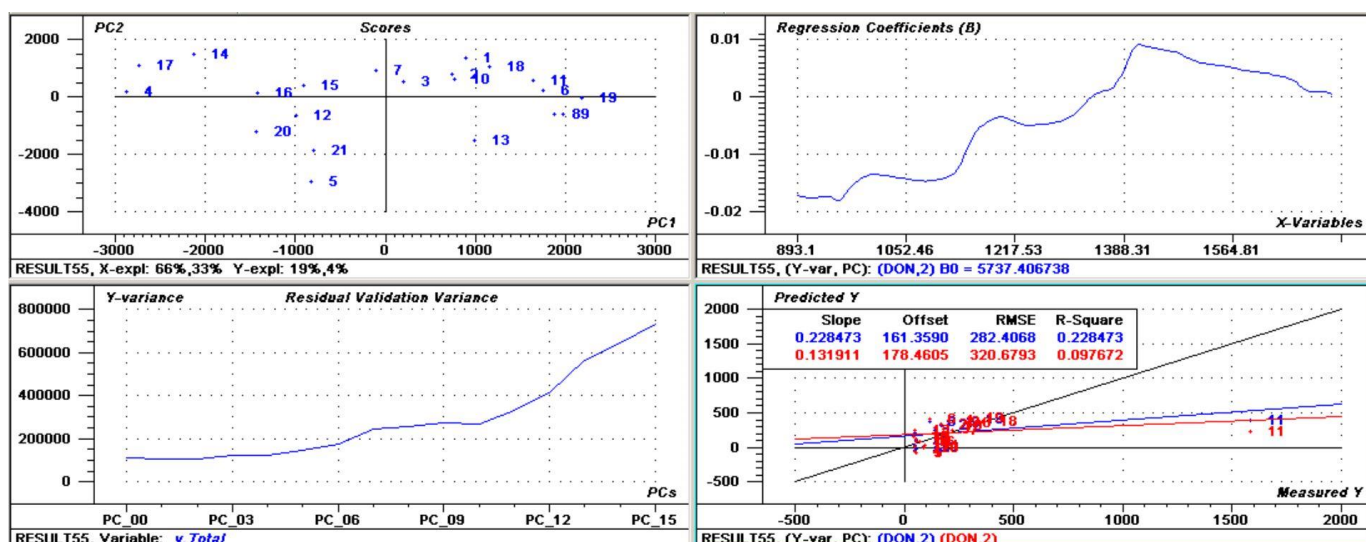 PC2 Scores
2000
0
-2000
-4000
17 14 4 16 15 20 12 21 5 7 3 1 2 10 18 11 6 19 89 13
PC1
-3000 -2000 -1000 0 1000 2000 3000
RESULT55, X-expl: 66%,33% Y-expl: 19%,4%
Regression Coefficients (B)
0.01
0
-0.01
-0.02
X-Variables
893.1 1052.46 1217.53 1388.31 1564.81
RESULT55, (Y-var, PC): (DON,2) B0 = 5737.406738
Y-variance Residual Validation Variance
800000
600000
400000
200000
0
PCs
PC_00 PC_03 PC_06 PC_09 PC_12 PC_15
RESULT55, Variable: v.Total
Predicted Y
2000
1500
1000
500
0
-500
Slope Offset RMSE R-Square
0.228473 161.3590 282.4068 0.228473
0.131911 178.4605 320.6793 0.097672
18
11
11
Measured Y
-500 0 500 1000 1500 2000
RESULT55, (Y-var, PC): (DON,2) (DON,2)